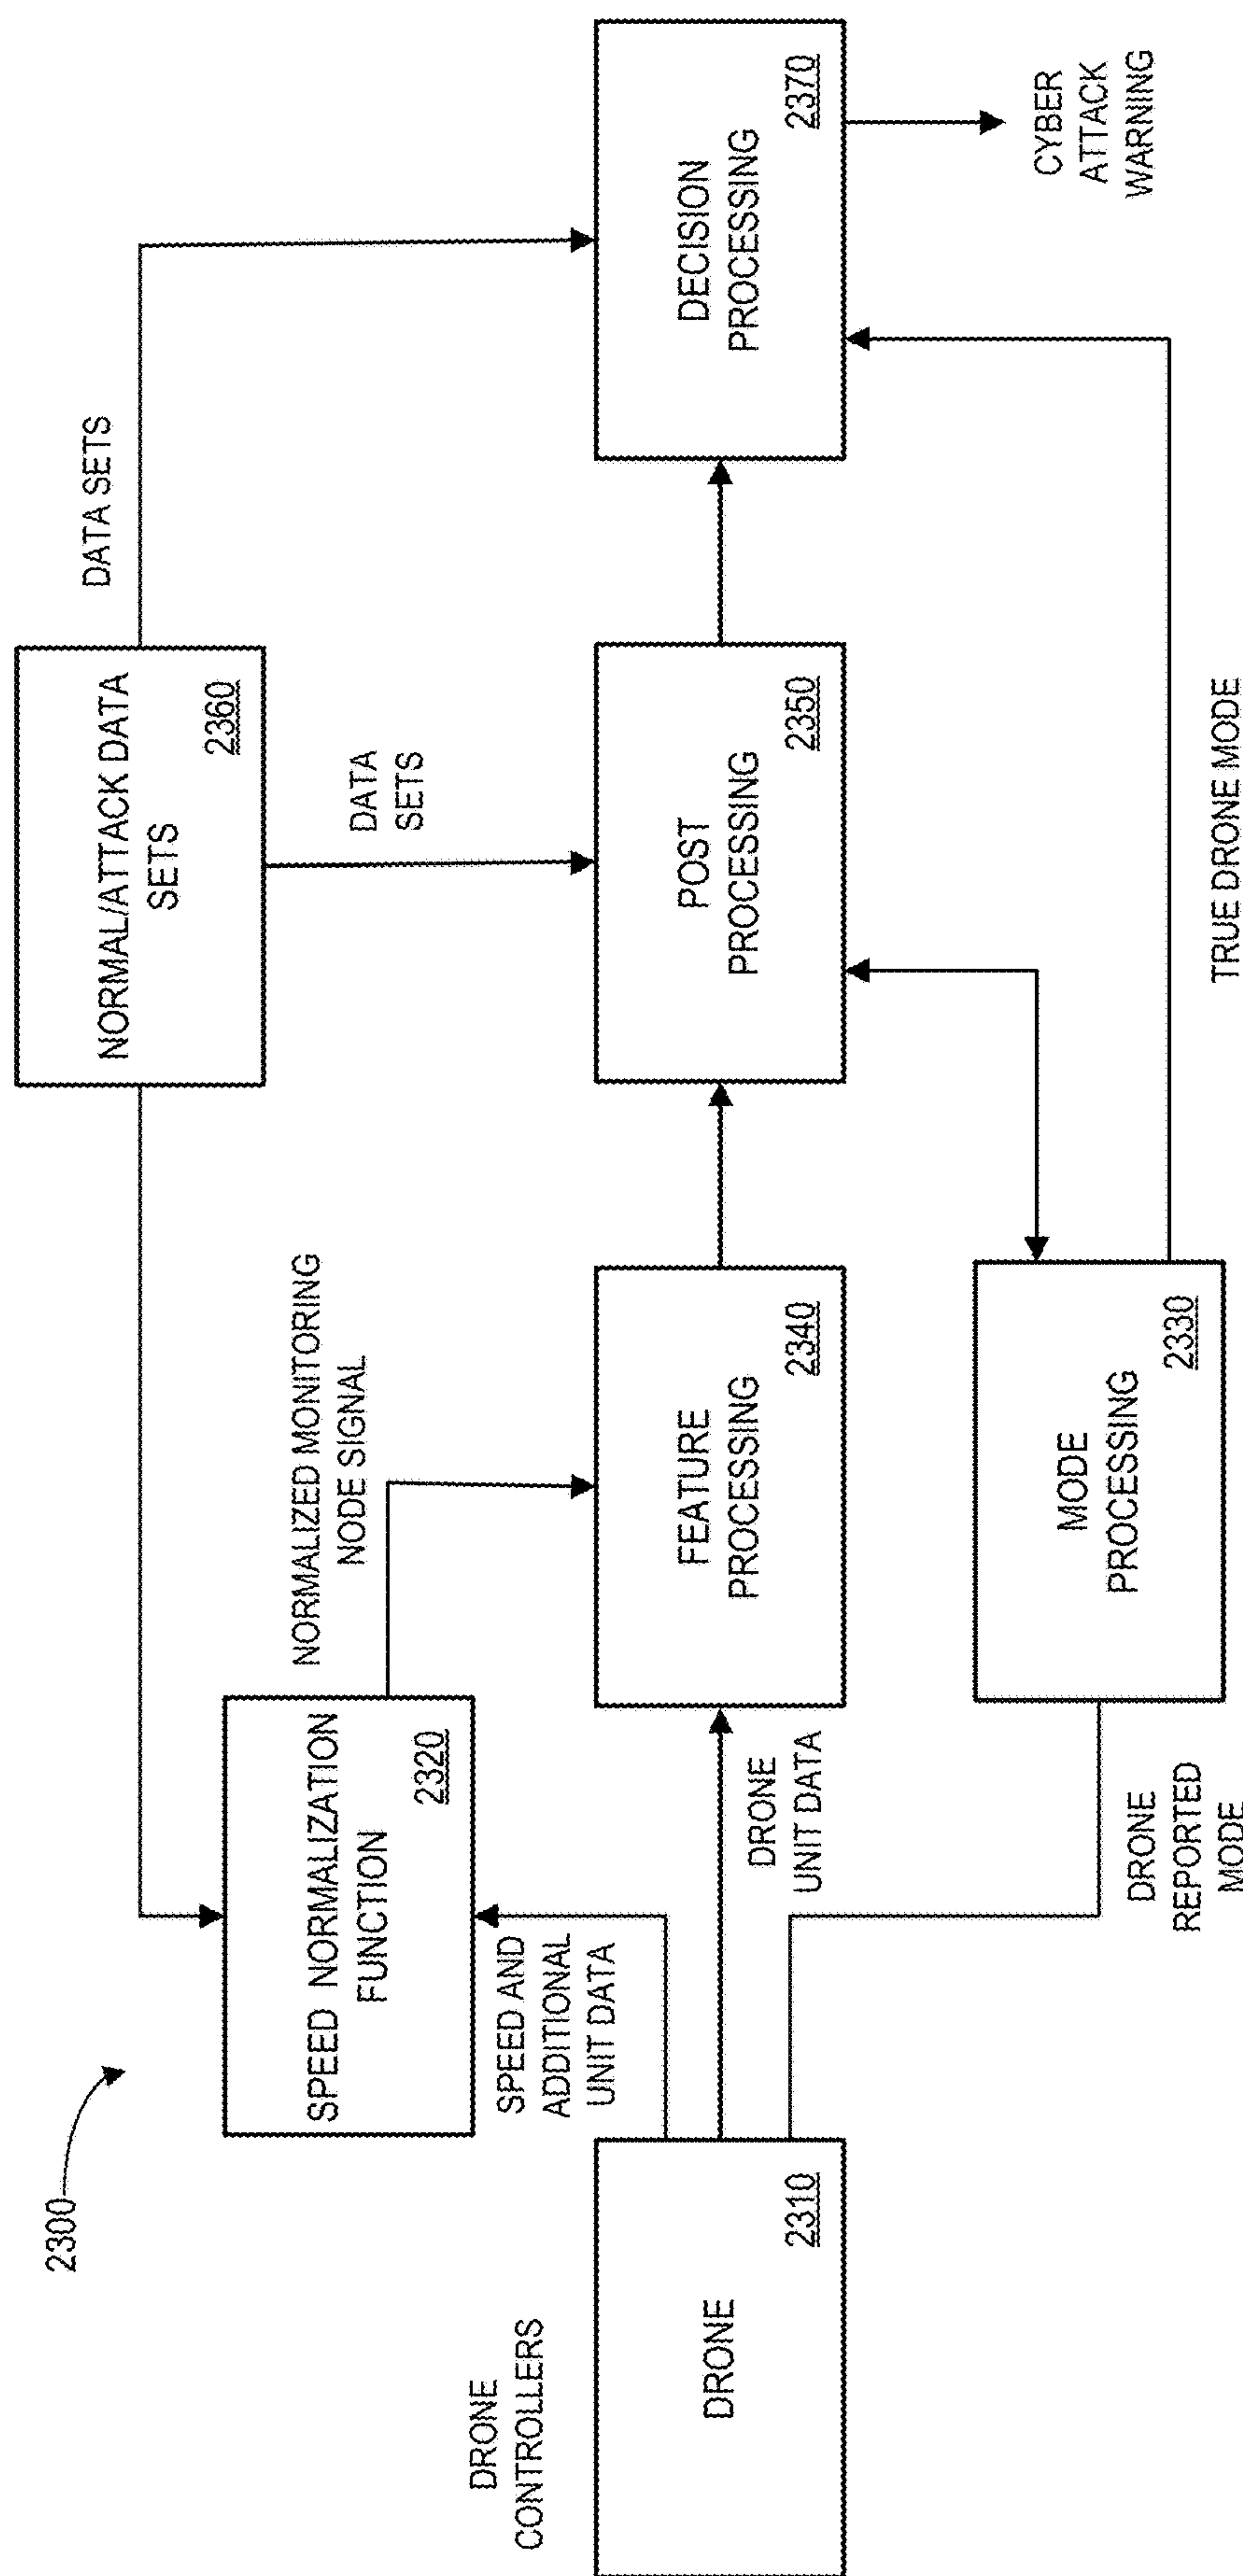 2300
NORMAL/ATTACK DATA
SETS
2360
DATA SETS
SPEED NORMALIZATION
FUNCTION
2320
NORMALIZED MONITORING
NODE SIGNAL
DATA
SETS
DRONE
CONTROLLERS
SPEED AND
ADDITIONAL
UNIT DATA
DRONE
2310
DRONE
UNIT DATA
FEATURE
PROCESSING
2340
POST
PROCESSING
2350
DECISION
PROCESSING
2370
DRONE
REPORTED
MODE
MODE
PROCESSING
2330
TRUE DRONE MODE
CYBER
ATTACK
WARNING